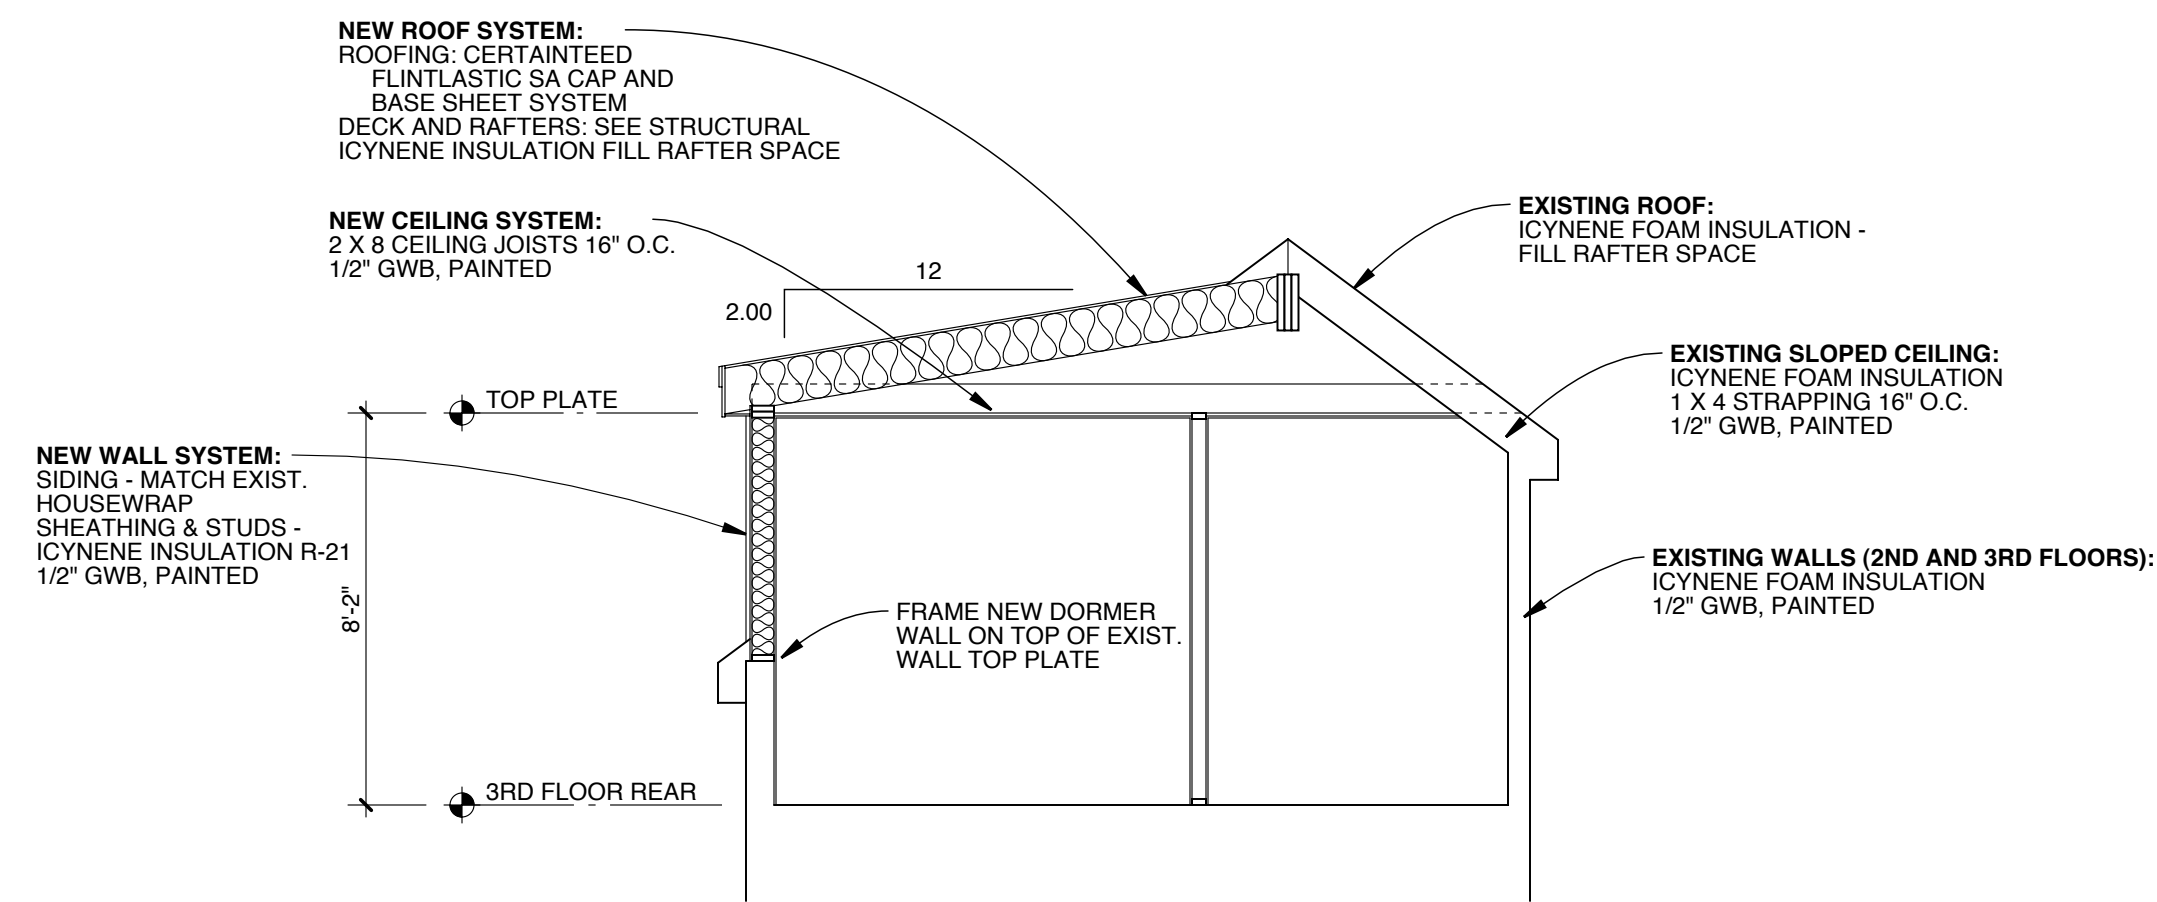 NEW ROOF SYSTEM:
ROOFING: CERTAINTEED
FLINTLASTIC SA CAP AND
BASE SHEET SYSTEM
DECK AND RAFTERS: SEE STRUCTURAL
ICYNENE INSULATION FILL RAFTER SPACE
NEW CEILING SYSTEM:
2 X 8 CEILING JOISTS 16" O.C.
1/2" GWB, PAINTED
12
2.00
EXISTING ROOF:
ICYNENE FOAM INSULATION -
FILL RAFTER SPACE
EXISTING SLOPED CEILING:
ICYNENE FOAM INSULATION
1 X 4 STRAPPING 16" O.C.
1/2" GWB, PAINTED
TOP PLATE
NEW WALL SYSTEM:
SIDING - MATCH EXIST.
HOUSEWRAP
SHEATHING & STUDS -
ICYNENE INSULATION R-21
1/2" GWB, PAINTED
8'-2"
EXISTING WALLS (2ND AND 3RD FLOORS):
ICYNENE FOAM INSULATION
1/2" GWB, PAINTED
FRAME NEW DORMER
WALL ON TOP OF EXIST.
WALL TOP PLATE
3RD FLOOR REAR